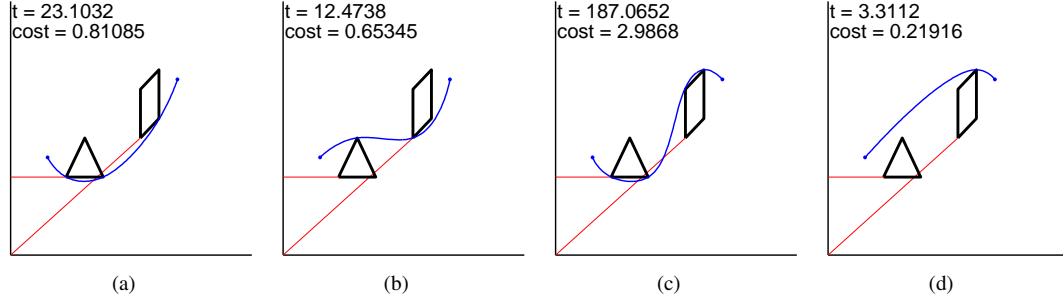 t = 23.1032
cost = 0.81085
t = 12.4738
cost = 0.65345
t = 187.0652
cost = 2.9868
t = 3.3112
cost = 0.21916
(a)
(b)
(c)
(d)